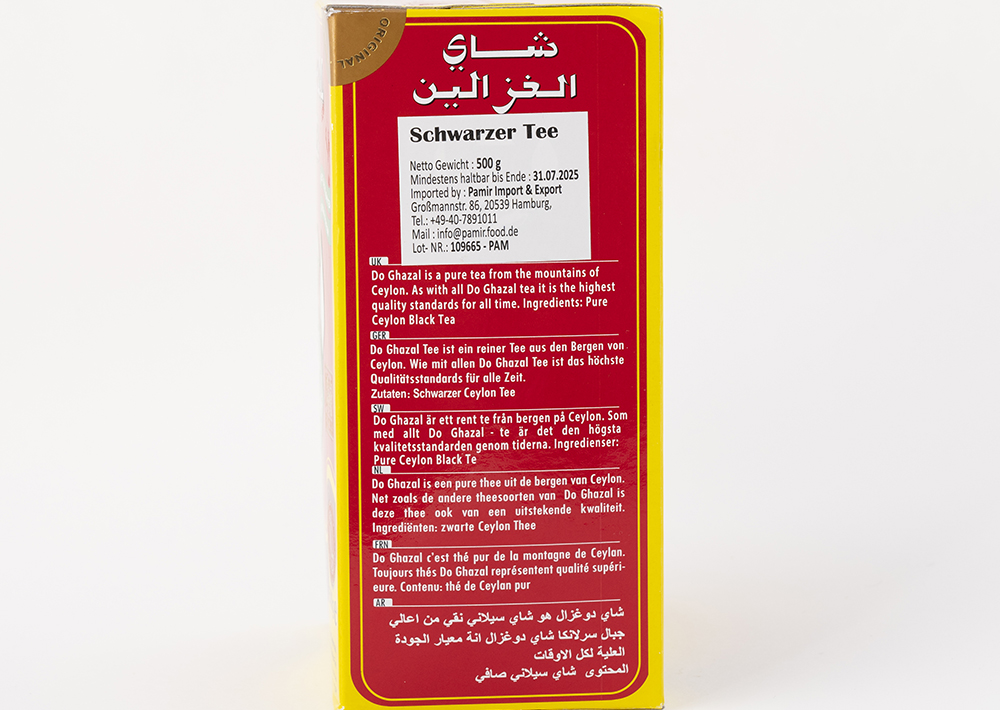 ORIGINAL
شاي
الغزالين
Schwarzer Tee
Netto Gewicht : 500 g
Mindestens haltbar bis Ende : 31.07.2025
Imported by : Pamir Import & Export
Großmannstr. 86, 20539 Hamburg,
Tel.: +49-40-7891011
Mail : info@pamir.food.de
Lot- NR.: 109665 - PAM
UK
Do Ghazal is a pure tea from the mountains of
Ceylon. As with all Do Ghazal tea it is the highest
quality standards for all time. Ingredients: Pure
Ceylon Black Tea
GER
Do Ghazal Tee ist ein reiner Tee aus den Bergen von
Ceylon. Wie mit allen Do Ghazal Tee ist das höchste
Qualitätsstandards für alle Zeit.
Zutaten: Schwarzer Ceylon Tee
SW
Do Ghazal är ett rent te från bergen på Ceylon. Som
med allt Do Ghazal - te är det den högsta
kvalitetsstandarden genom tiderna. Ingredienser:
Pure Ceylon Black Te
NL
Do Ghazal is een pure thee uit de bergen van Ceylon.
Net zoals de andere theesoorten van Do Ghazal is
deze thee ook van een uitstekende kwaliteit.
Ingrediënten: zwarte Ceylon Thee
FRN
Do Ghazal c'est thé pur de la montagne de Ceylan.
Toujours thés Do Ghazal représentent qualité supéri-
eure. Contenu: thé de Ceylan pur
AR
شاي دوغزال هو شاي سيلاني نقي من اعالي
جبال سرلانكا شاي دوغزال انة معيار الجودة
العلية لكل الاوقات
المحتوى شاي سيلاني صافي